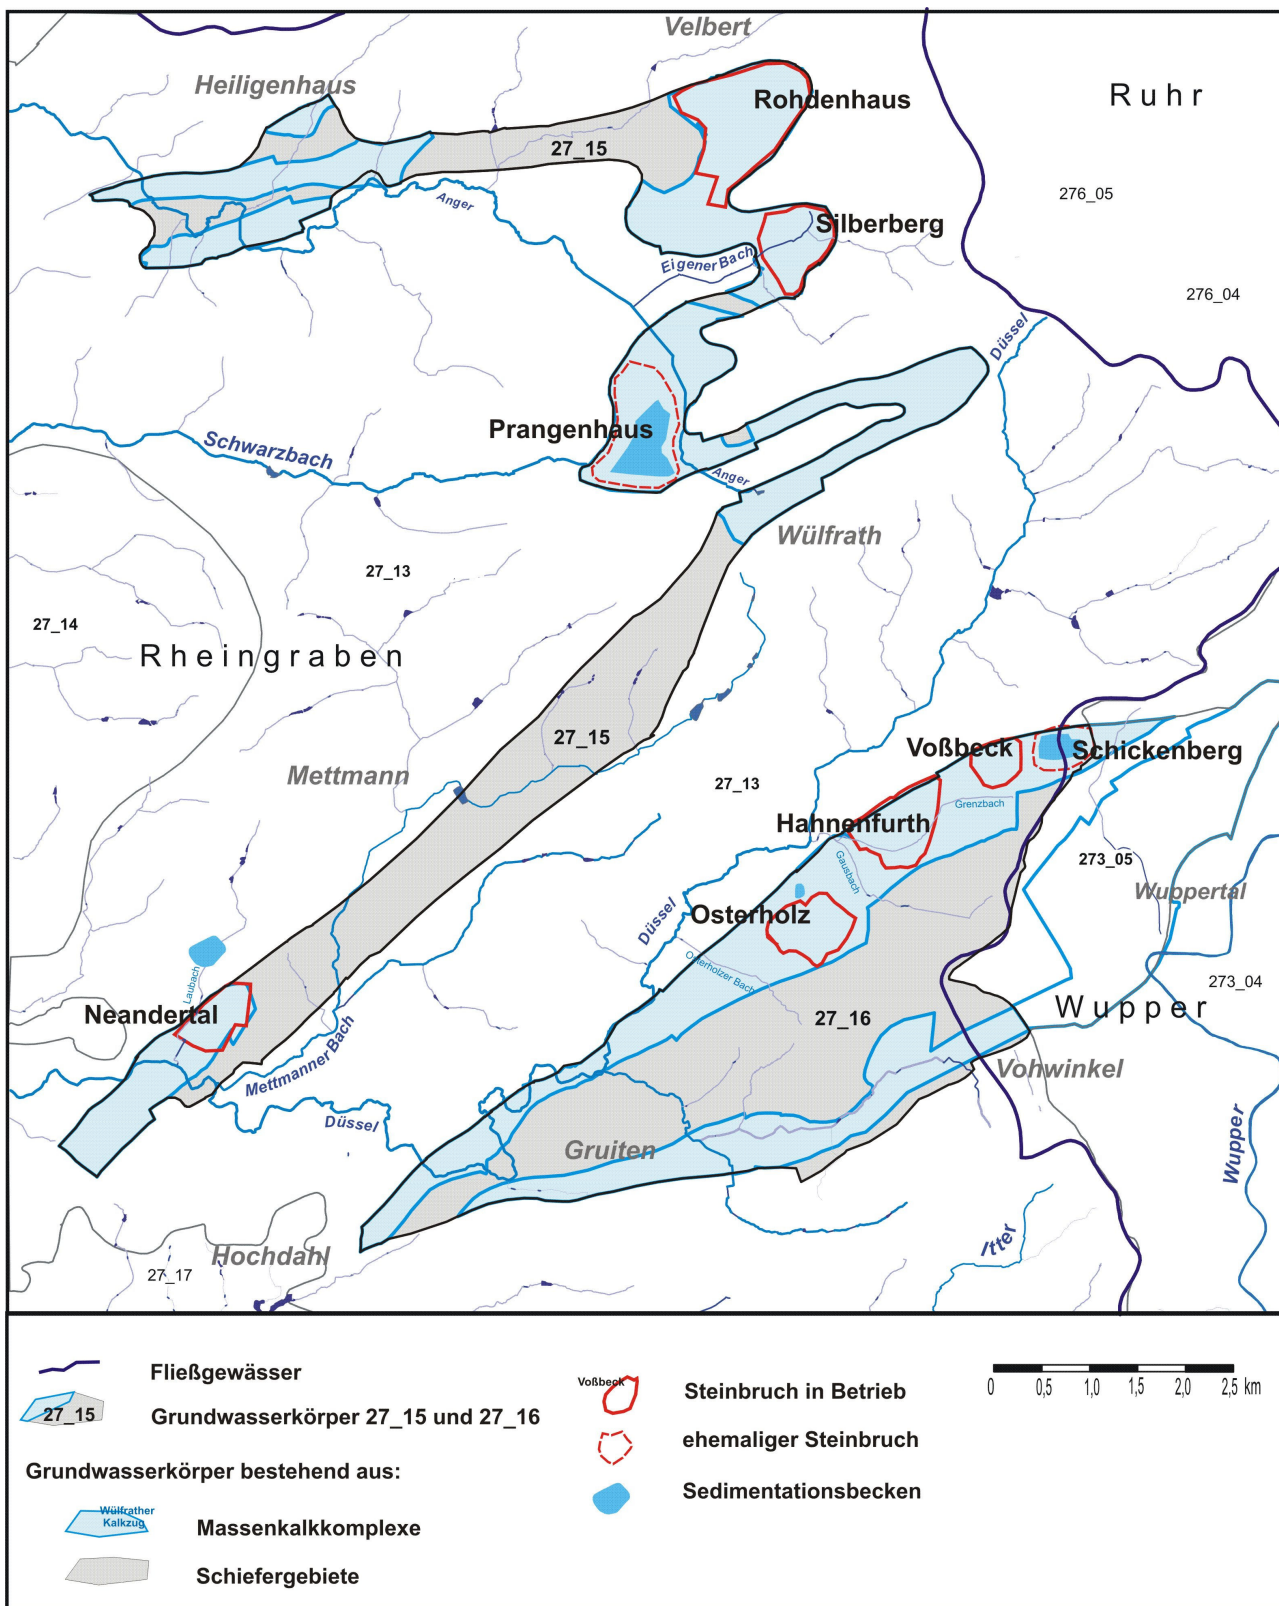 Velbert
Heiligenhaus
Rohdenhaus
Ruhr
27_15
276_05
Anger
Silberberg
Eigener Bach
276_04
Düssel
Prangenhaus
Schwarzbach
Anger
Wülfrath
27_13
27_14
Rheingraben
27_15
Voßbeck
Schickenberg
Mettmann
27_13
Grenzbach
Hahnenfurth
Gausbach
273_05
Wuppertal
Osterholz
Düssel
Osterholzer Bach
Laubach
273_04
Neandertal
27_16
Wupper
Mettmanner Bach
Vohwinkel
Düssel
Gruiten
Wupper
Hochdahl
Itter
27_17
Fließgewässer
27_15
Grundwasserkörper 27_15 und 27_16
Grundwasserkörper bestehend aus:
Wülfrather
Kalkzug
Massenkalkkomplexe
Schiefergebiete
Voßbeck
Steinbruch in Betrieb
ehemaliger Steinbruch
Sedimentationsbecken
0 0,5 1,0 1,5 2,0 2,5 km